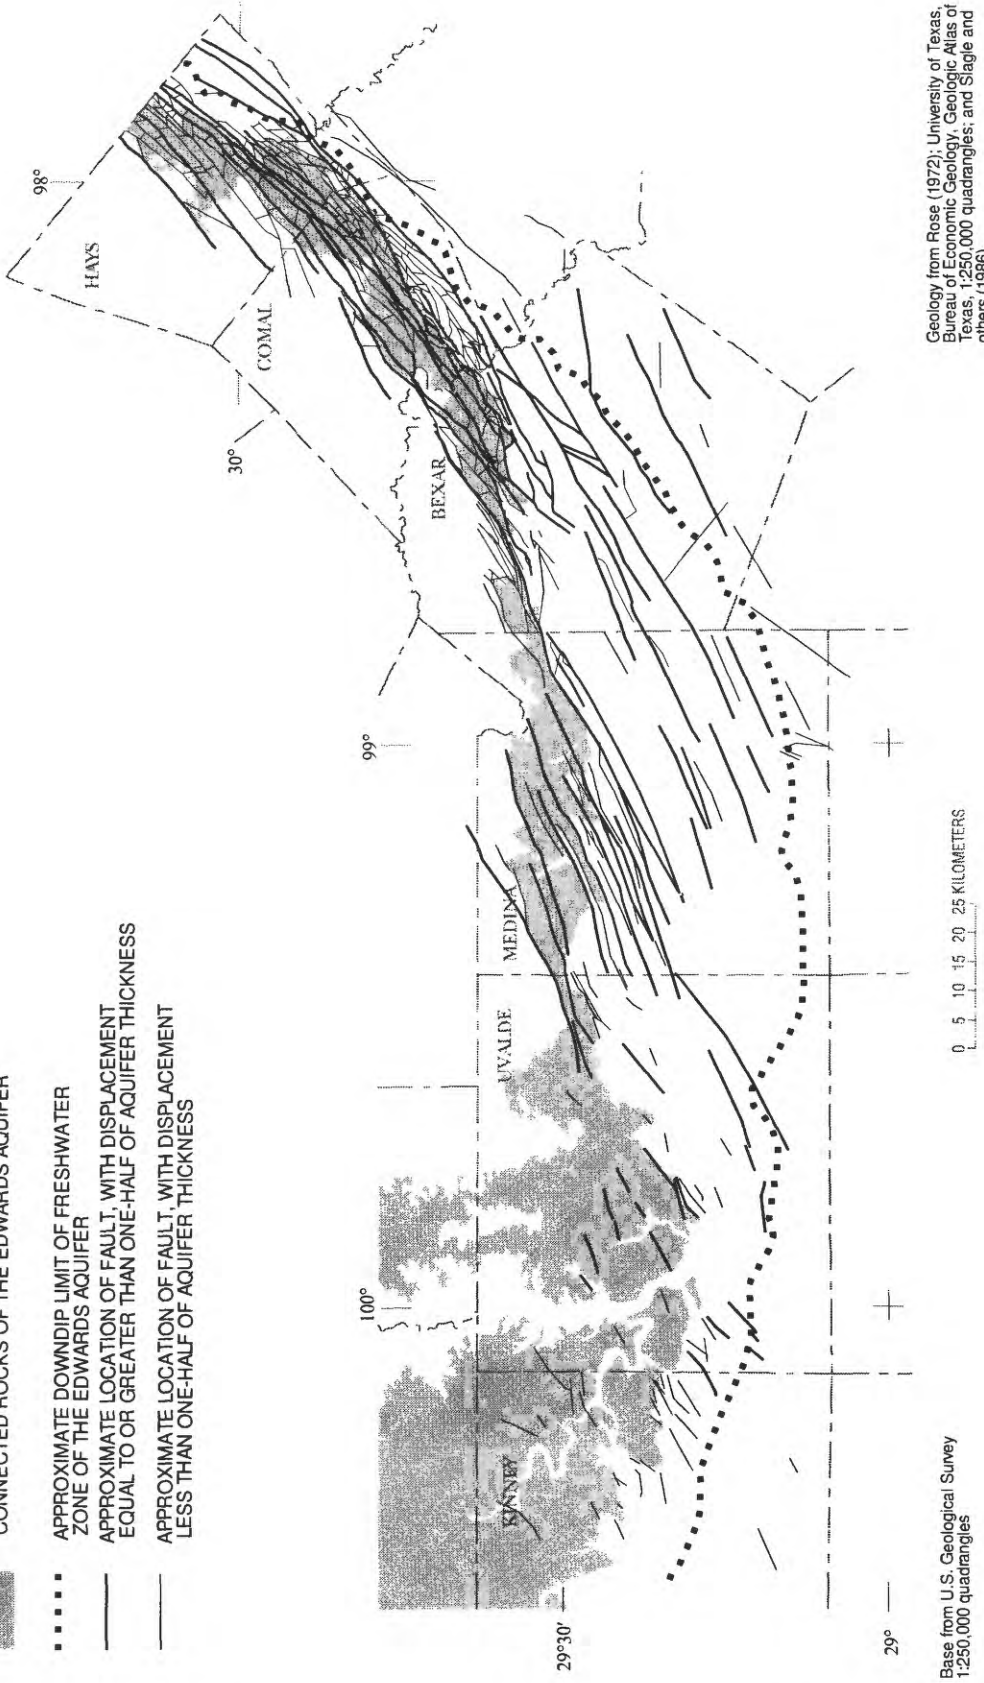 CONNECTED ROCKS OF THE EDWARDS AQUIFER
APPROXIMATE DOWNDIP LIMIT OF FRESHWATER
ZONE OF THE EDWARDS AQUIFER
APPROXIMATE LOCATION OF FAULT, WITH DISPLACEMENT
EQUAL TO OR GREATER THAN ONE-HALF OF AQUIFER THICKNESS
APPROXIMATE LOCATION OF FAULT, WITH DISPLACEMENT
LESS THAN ONE-HALF OF AQUIFER THICKNESS
98°
HAYS
COMAL
30°
BEXAR
99°
MEDINA
UVALDE
100°
KINNEY
29°30'
29°
0 5 10 15 20 25 KILOMETERS
Base from U.S. Geological Survey
1:250,000 quadrangles
Geology from Rose (1972); University of Texas,
Bureau of Economic Geology, Geologic Atlas of
Texas, 1:250,000 quadrangles; and Slagle and
others (1986)